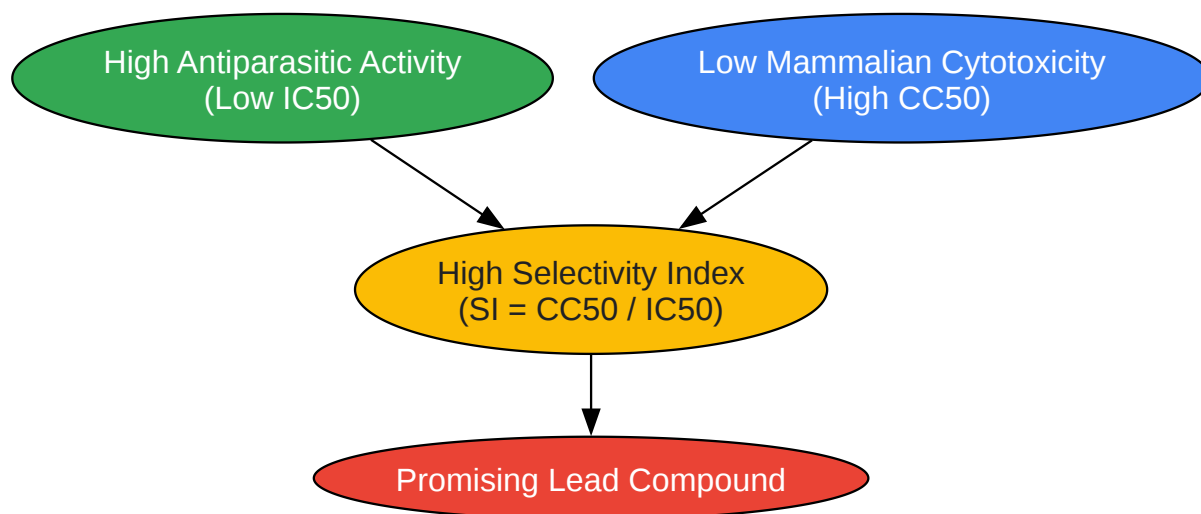 High Antiparasitic Activity
(Low IC50)
Low Mammalian Cytotoxicity
(High CC50)
High Selectivity Index
(SI = CC50 / IC50)
Promising Lead Compound